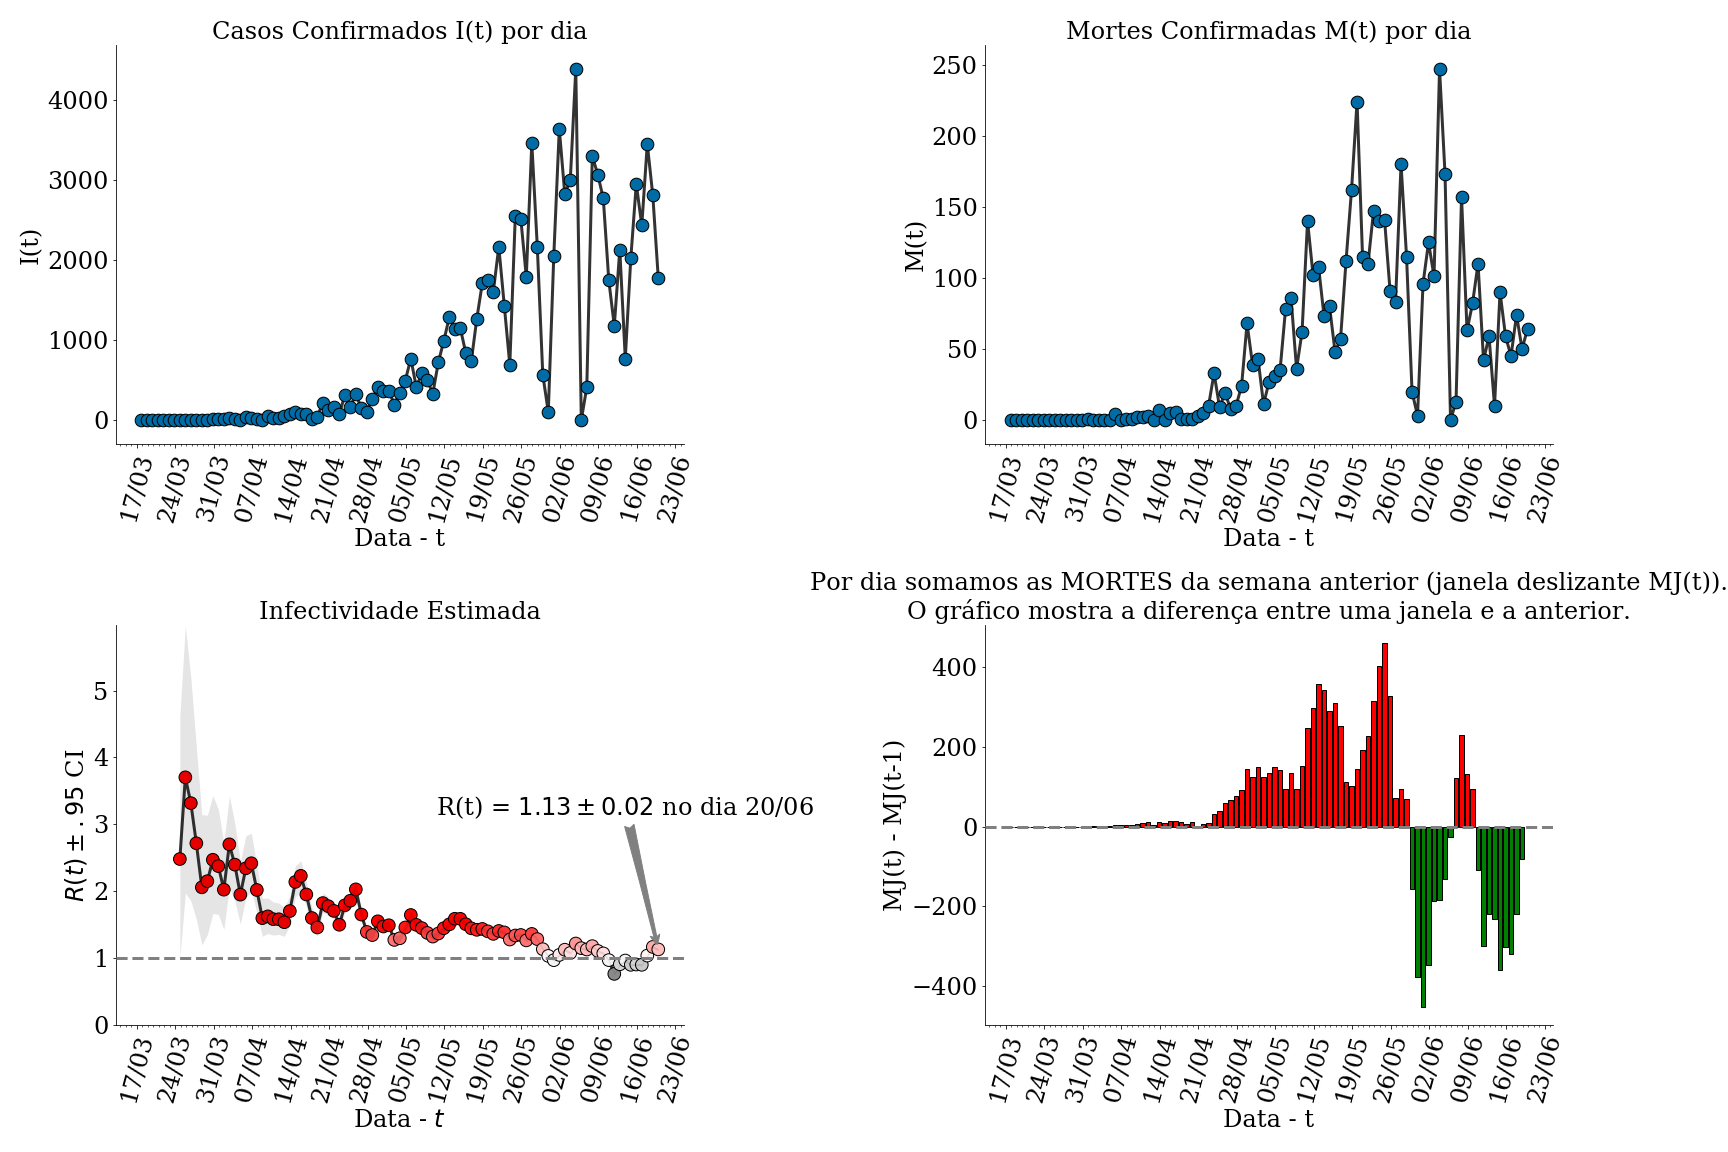 Casos Confirmados I(t) por dia
I(t)
4000
3000
2000
1000
0
17/03 24/03 31/03 07/04 14/04 21/04 28/04 05/05 12/05 19/05 26/05 02/06 09/06 16/06 23/06
Data - t
Mortes Confirmadas M(t) por dia
M(t)
250
200
150
100
50
0
17/03 24/03 31/03 07/04 14/04 21/04 28/04 05/05 12/05 19/05 26/05 02/06 09/06 16/06 23/06
Data - t
Infectividade Estimada
R(t) ± .95 CI
5
4
3
2
1
0
R(t) = 1.13 ± 0.02 no dia 20/06
17/03 24/03 31/03 07/04 14/04 21/04 28/04 05/05 12/05 19/05 26/05 02/06 09/06 16/06 23/06
Data - t
Por dia somamos as MORTES da semana anterior (janela deslizante MJ(t)).
O gráfico mostra a diferença entre uma janela e a anterior.
MJ(t) - MJ(t-1)
400
200
0
−200
−400
17/03 24/03 31/03 07/04 14/04 21/04 28/04 05/05 12/05 19/05 26/05 02/06 09/06 16/06 23/06
Data - t